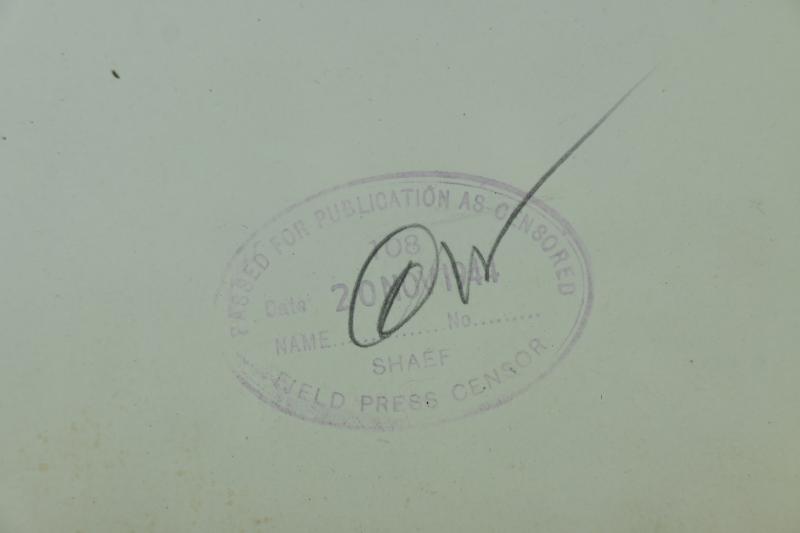 PASSED FOR PUBLICATION AS CENSORED
108
Date 20 NOV 1944
NAME.............. No..........
SHAEF
FIELD PRESS CENSOR.